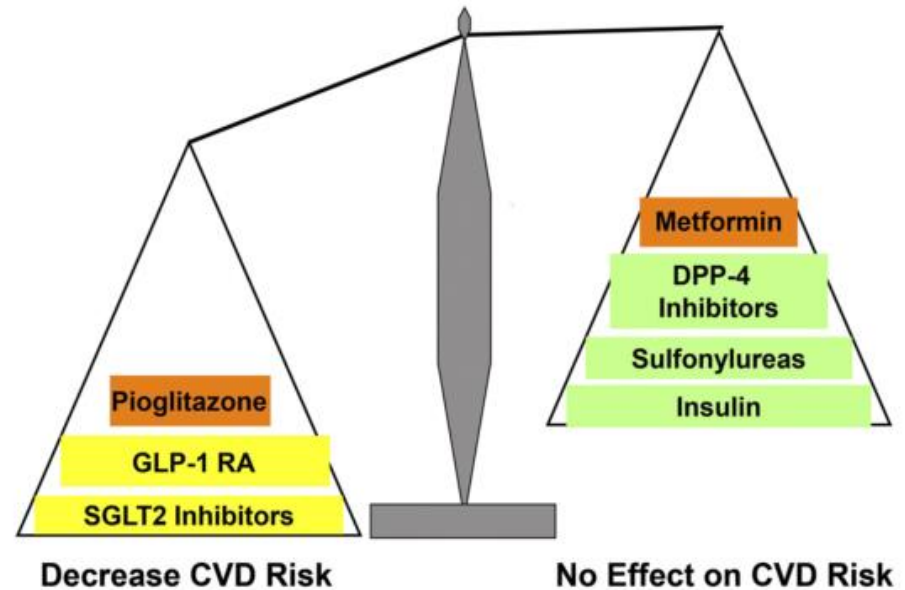 Metformin
DPP-4
Inhibitors
Sulfonylureas
Insulin
Pioglitazone
GLP-1 RA
SGLT2 Inhibitors
Decrease CVD Risk
No Effect on CVD Risk